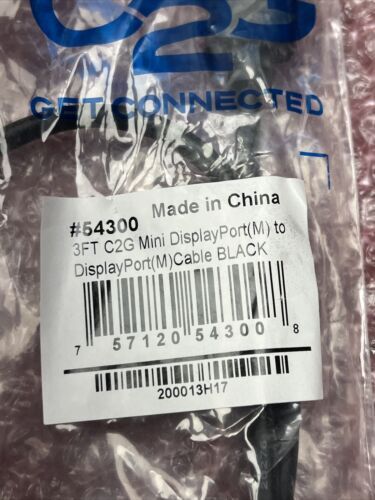 C2G
GET CONNECTED
#54300 Made in China
3FT C2G Mini DisplayPort(M) to
DisplayPort(M)Cable BLACK
7 57120 54300 8
200013H17